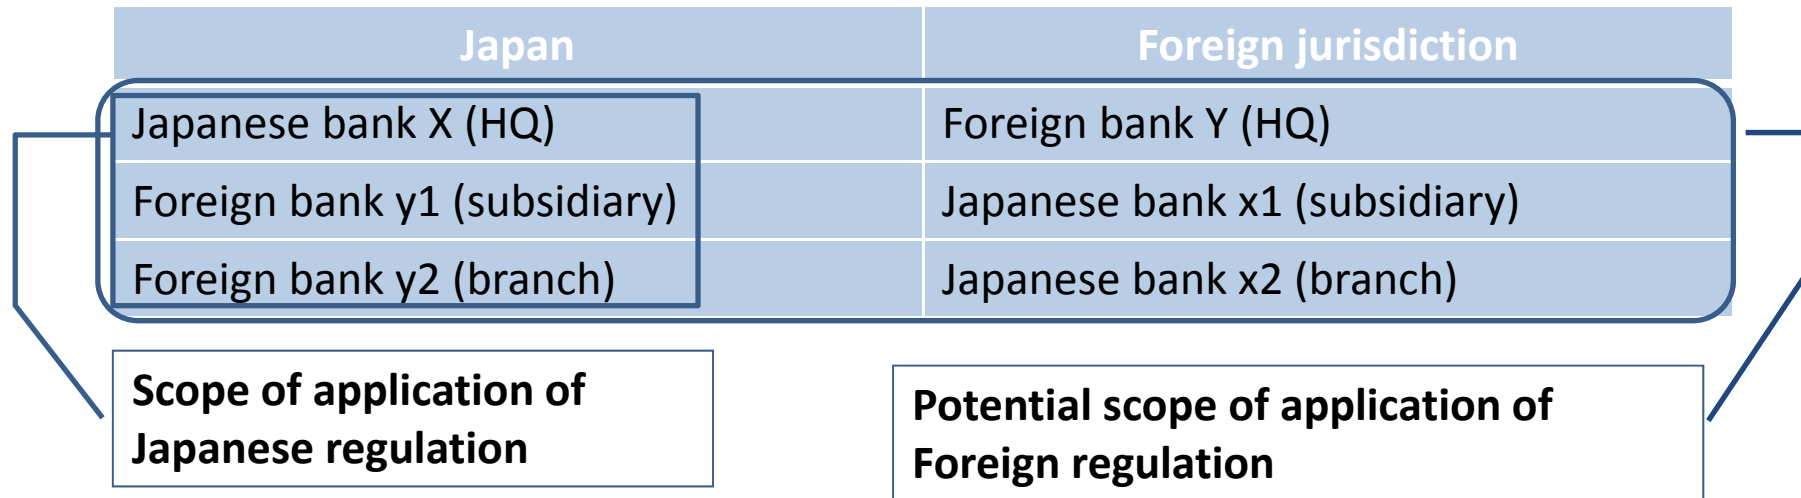 Japan
Foreign jurisdiction
Japanese bank X (HQ)
Foreign bank Y (HQ)
Foreign bank y1 (subsidiary)
Japanese bank x1 (subsidiary)
Foreign bank y2 (branch)
Japanese bank x2 (branch)
Scope of application of
Japanese regulation
Potential scope of application of
Foreign regulation